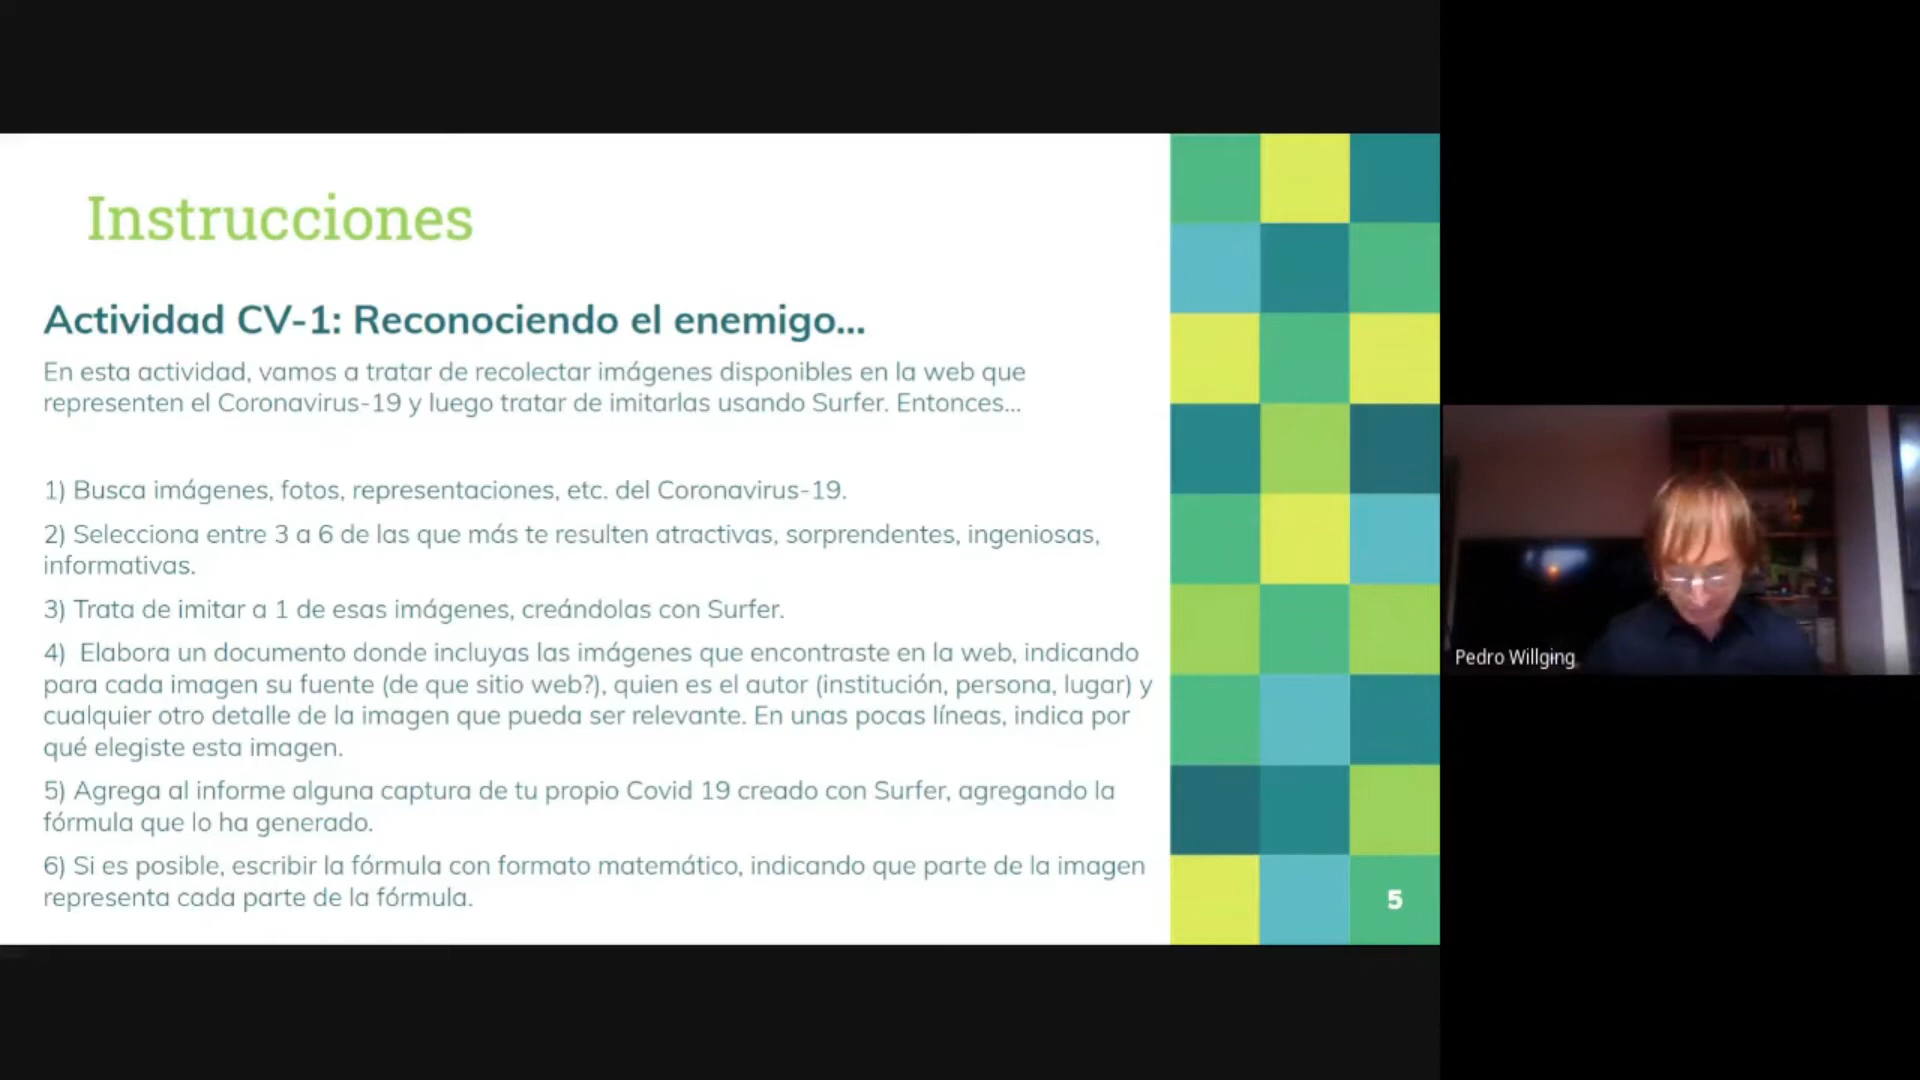 Instrucciones
Actividad CV-1: Reconociendo el enemigo...
En esta actividad, vamos a tratar de recolectar imágenes disponibles en la web que
representen el Coronavirus-19 y luego tratar de imitarlas usando Surfer. Entonces...
1) Busca imágenes, fotos, representaciones, etc. del Coronavirus-19.
2) Selecciona entre 3 a 6 de las que más te resulten atractivas, sorprendentes, ingeniosas,
informativas.
3) Trata de imitar a 1 de esas imágenes, creándolas con Surfer.
4) Elabora un documento donde incluyas las imágenes que encontraste en la web, indicando
para cada imagen su fuente (de que sitio web?), quien es el autor (institución, persona, lugar) y
cualquier otro detalle de la imagen que pueda ser relevante. En unas pocas líneas, indica por
qué elegiste esta imagen.
5) Agrega al informe alguna captura de tu propio Covid 19 creado con Surfer, agregando la
fórmula que lo ha generado.
6) Si es posible, escribir la fórmula con formato matemático, indicando que parte de la imagen
representa cada parte de la fórmula.
5
Pedro Willging